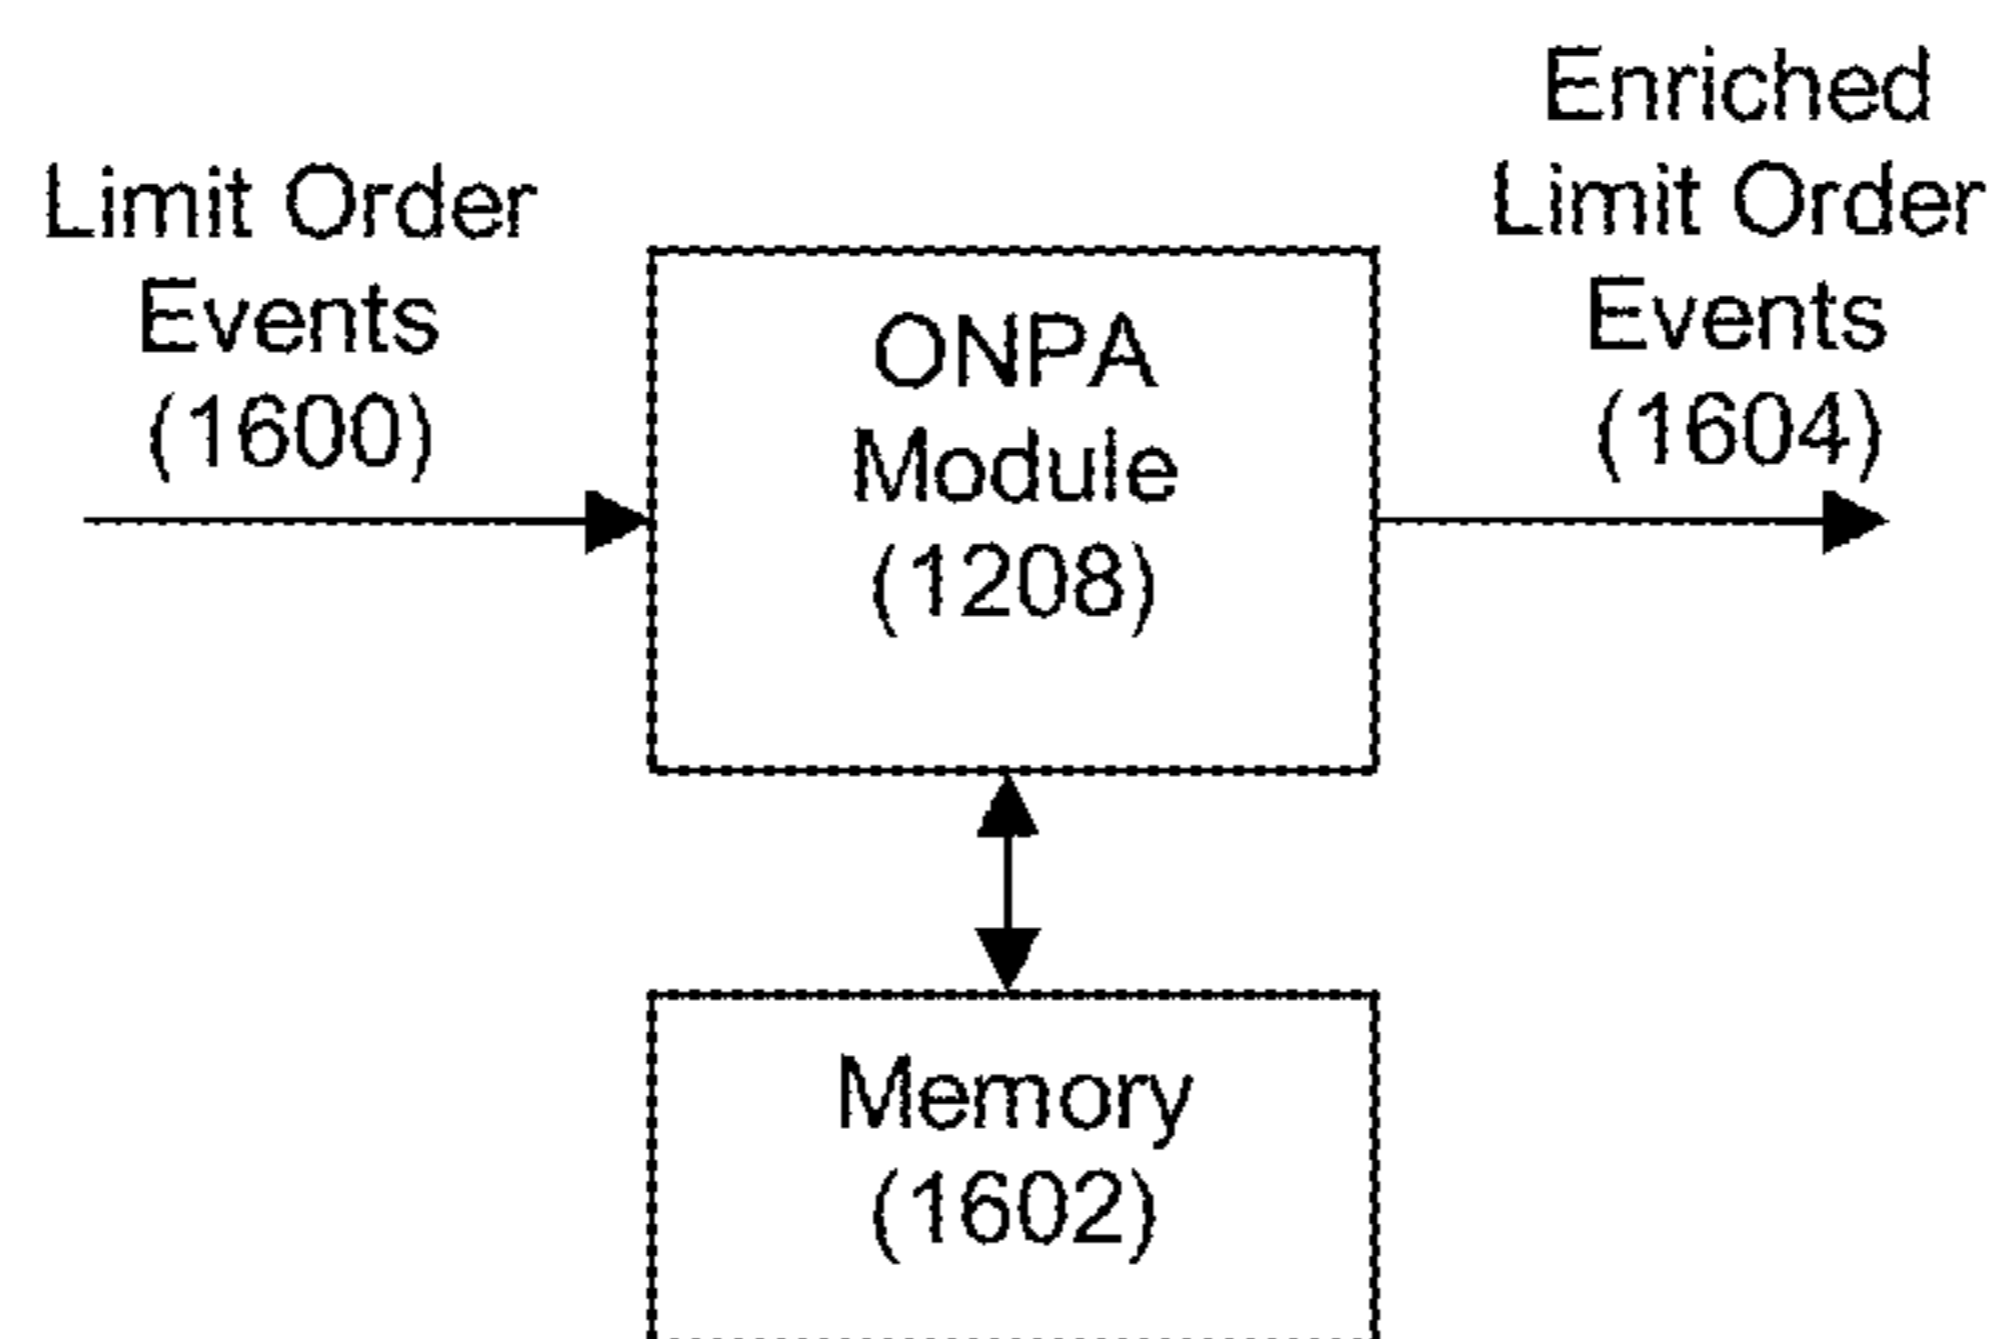 Limit Order
Events
(1600)
ONPA
Module
(1208)
Enriched
Limit Order
Events
(1604)
Memory
(1602)